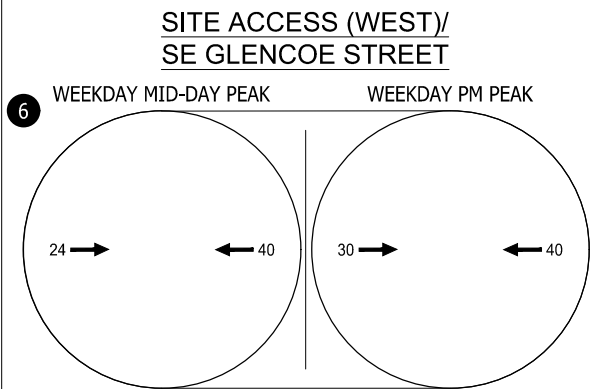 SITE ACCESS (WEST)/
SE GLENCOE STREET
WEEKDAY MID-DAY PEAK WEEKDAY PM PEAK
6
24 40 30 40